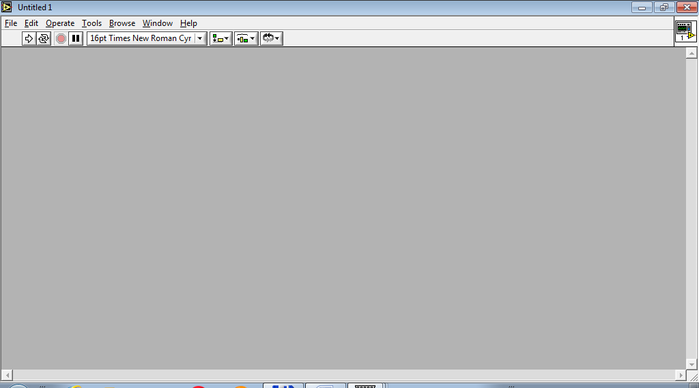 Untitled 1
File Edit Operate Tools Browse Window Help
16pt Times New Roman Cyr
1